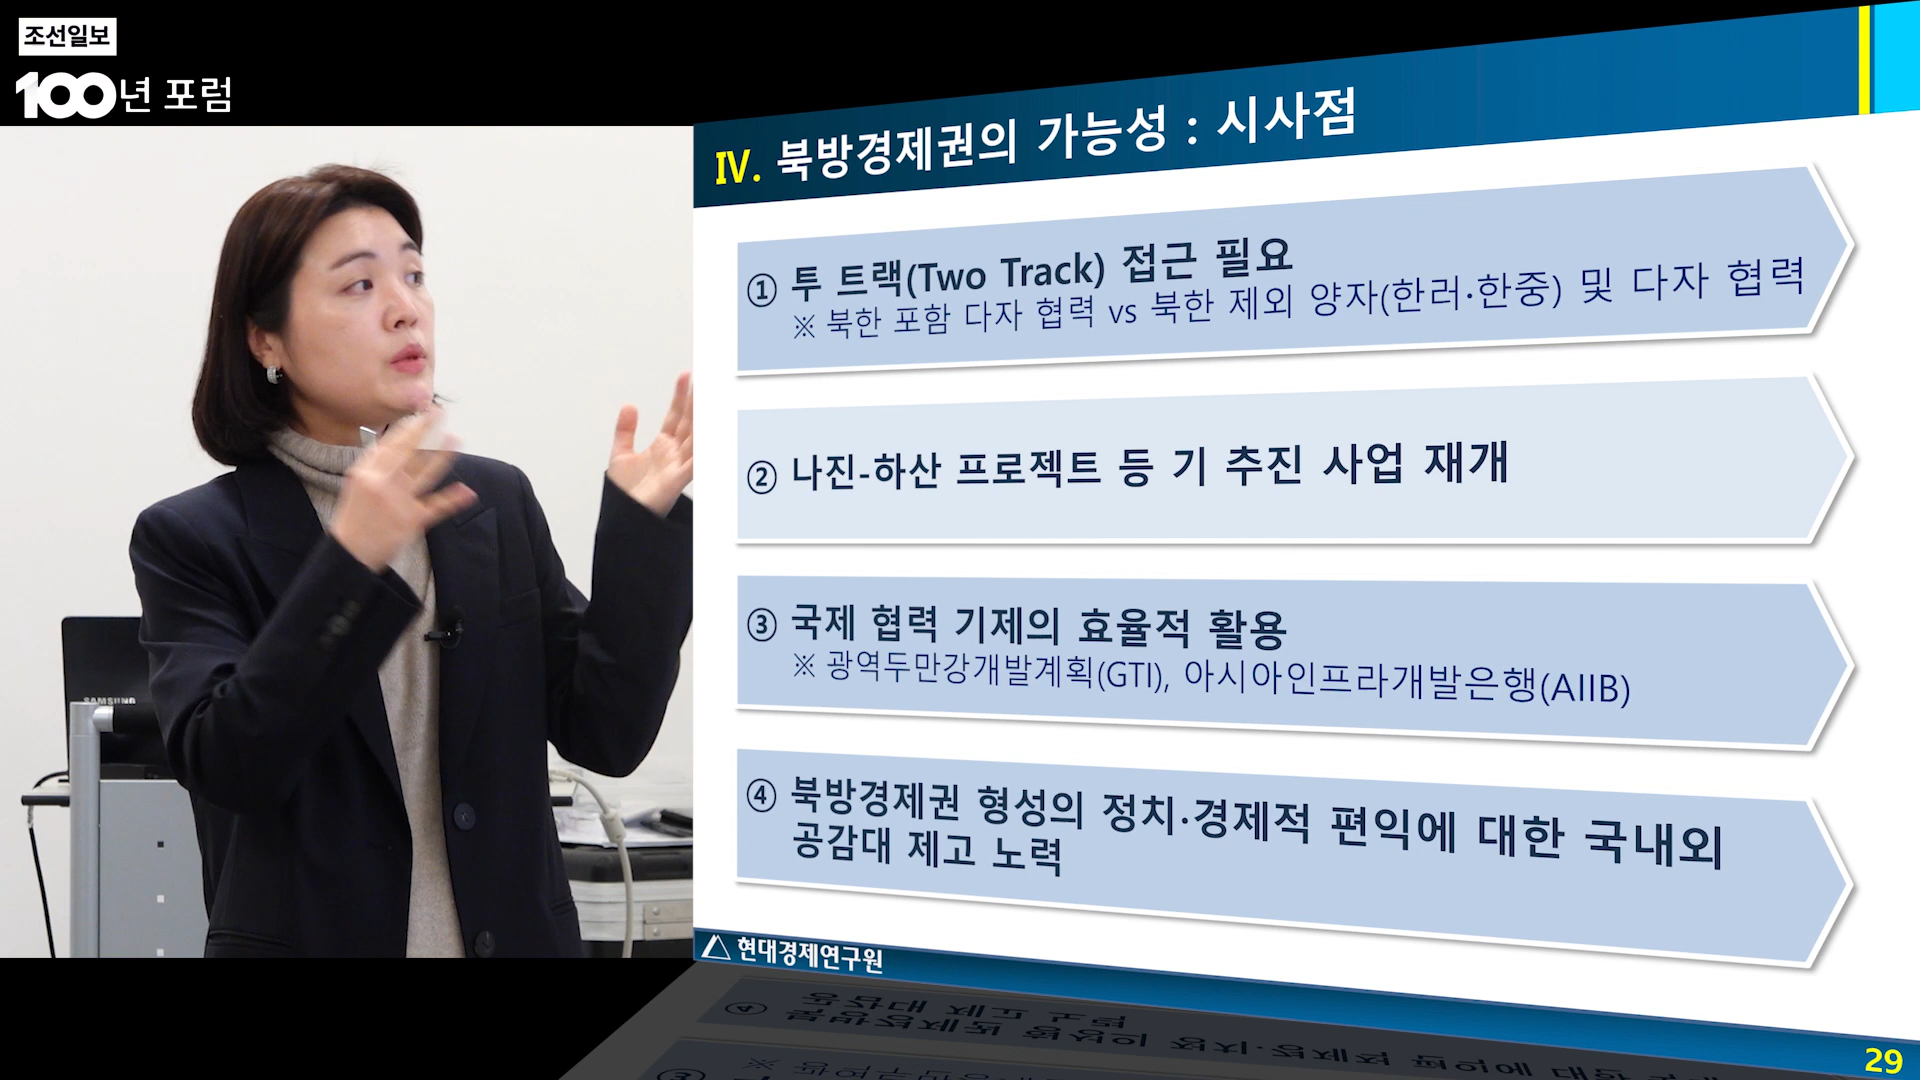 조선일보
100년 포럼
IV. 북방경제권의 가능성 : 시사점
① 투 트랙(Two Track) 접근 필요
※ 북한 포함 다자 협력 vs 북한 제외 양자(한러·한중) 및 다자 협력
② 나진-하산 프로젝트 등 기 추진 사업 재개
③ 국제 협력 기제의 효율적 활용
※ 광역두만강개발계획(GTI), 아시아인프라개발은행(AIIB)
④ 북방경제권 형성의 정치·경제적 편익에 대한 국내외
공감대 제고 노력
현대경제연구원
29
SAMSUNG